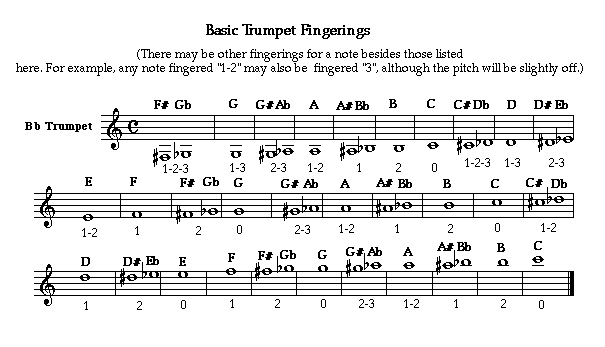 Basic Trumpet Fingerings
(There may be other fingerings for a note besides those listed
here. For example, any note fingered "1-2" may also be fingered "3", although the pitch will be slightly off.)
F# Gb G G# Ab A A# Bb B C C# Db D D# Eb
Bb Trumpet
1-2-3 1-3 2-3 1-2 1 2 0 1-2-3 1-3 2-3
E F F# Gb G G# Ab A A# Bb B C C# Db
1-2 1 2 0 2-3 1-2 1 2 0 1-2
D D# Eb E F F# Gb G G# Ab A A# Bb B C
1 2 0 1 2 0 2-3 1-2 1 2 0